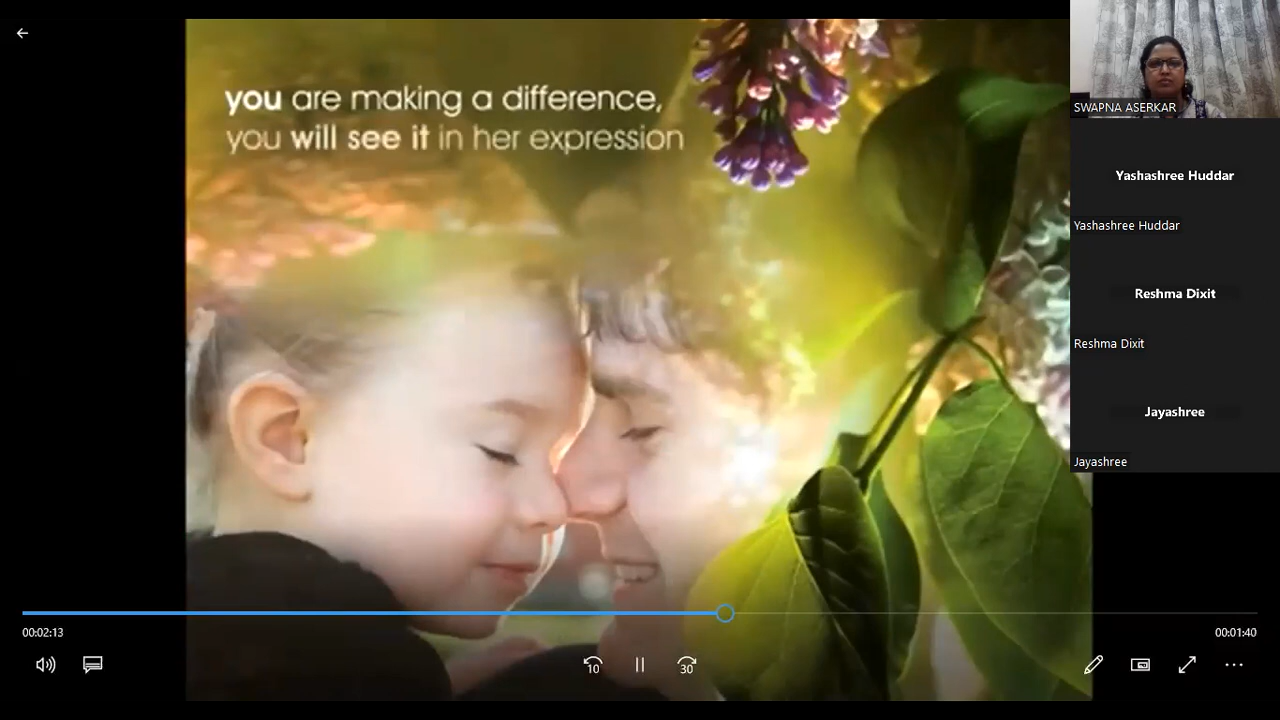 you are making a difference,
you will see it in her expression
SWAPNA ASERKAR
Yashashree Huddar
Yashashree Huddar
Reshma Dixit
Reshma Dixit
Jayashree
Jayashree
00:02:13
00:01:40
10
30